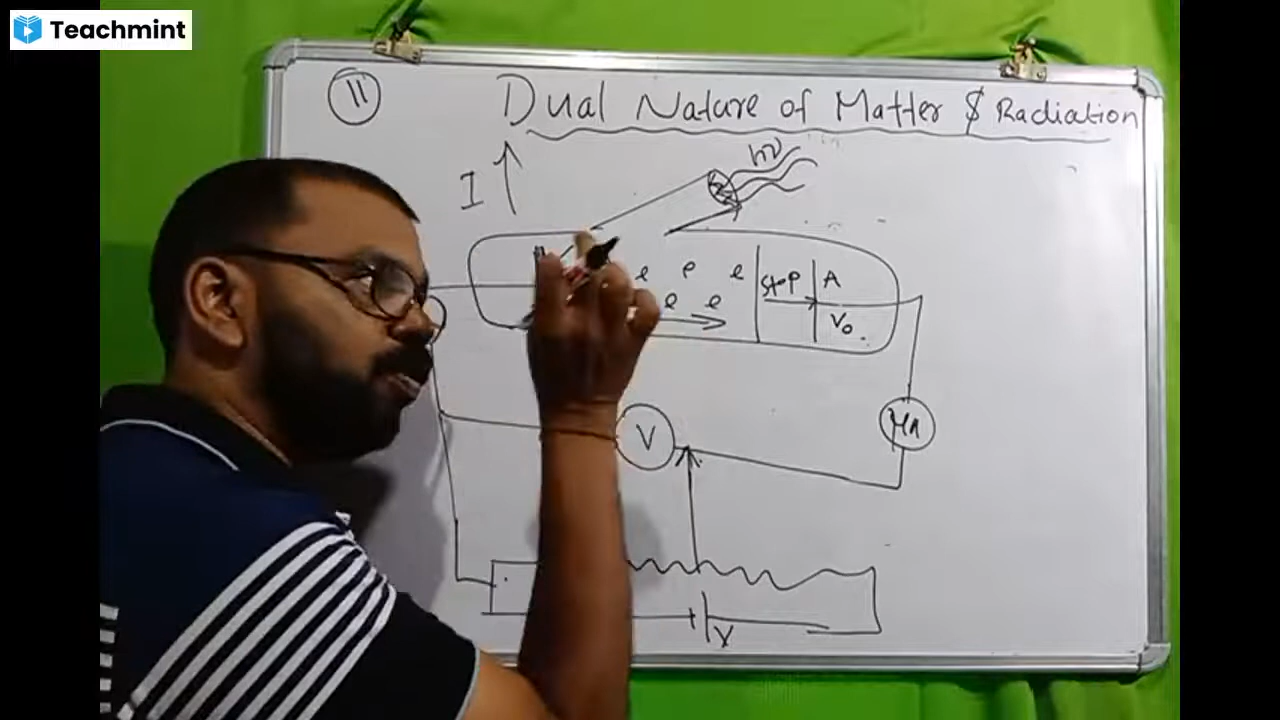 Teachmint
11 Dual Nature of Matter & Radiation
I
hν
e e e
e e
stop A
V₀
V
μA